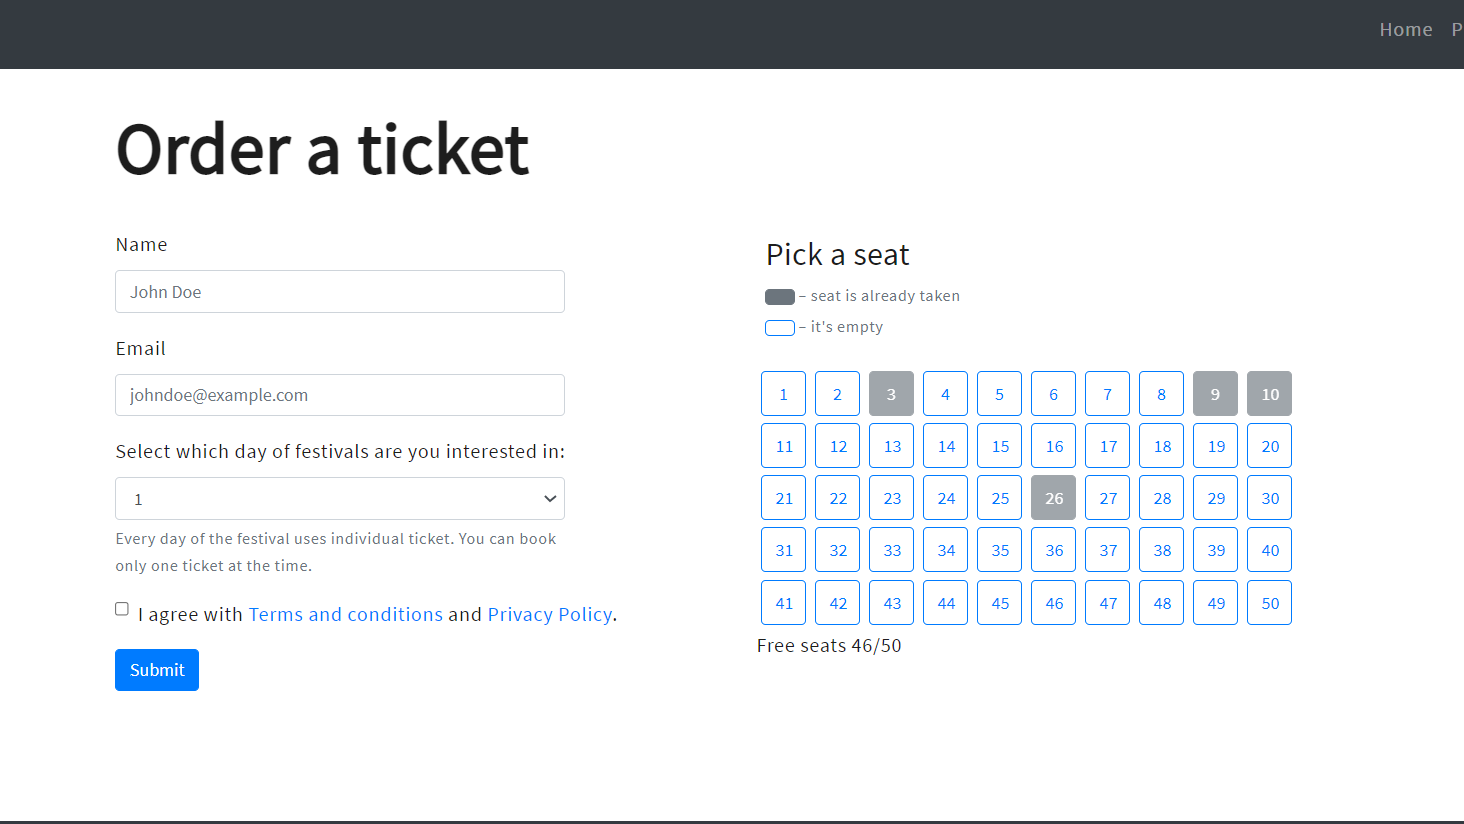 Home P
Order a ticket
Name
John Doe
Email
johndoe@example.com
Select which day of festivals are you interested in:
1
Every day of the festival uses individual ticket. You can book
only one ticket at the time.
I agree with Terms and conditions and Privacy Policy.
Submit
Pick a seat
– seat is already taken
– it's empty
1 2 3 4 5 6 7 8 9 10
11 12 13 14 15 16 17 18 19 20
21 22 23 24 25 26 27 28 29 30
31 32 33 34 35 36 37 38 39 40
41 42 43 44 45 46 47 48 49 50
Free seats 46/50